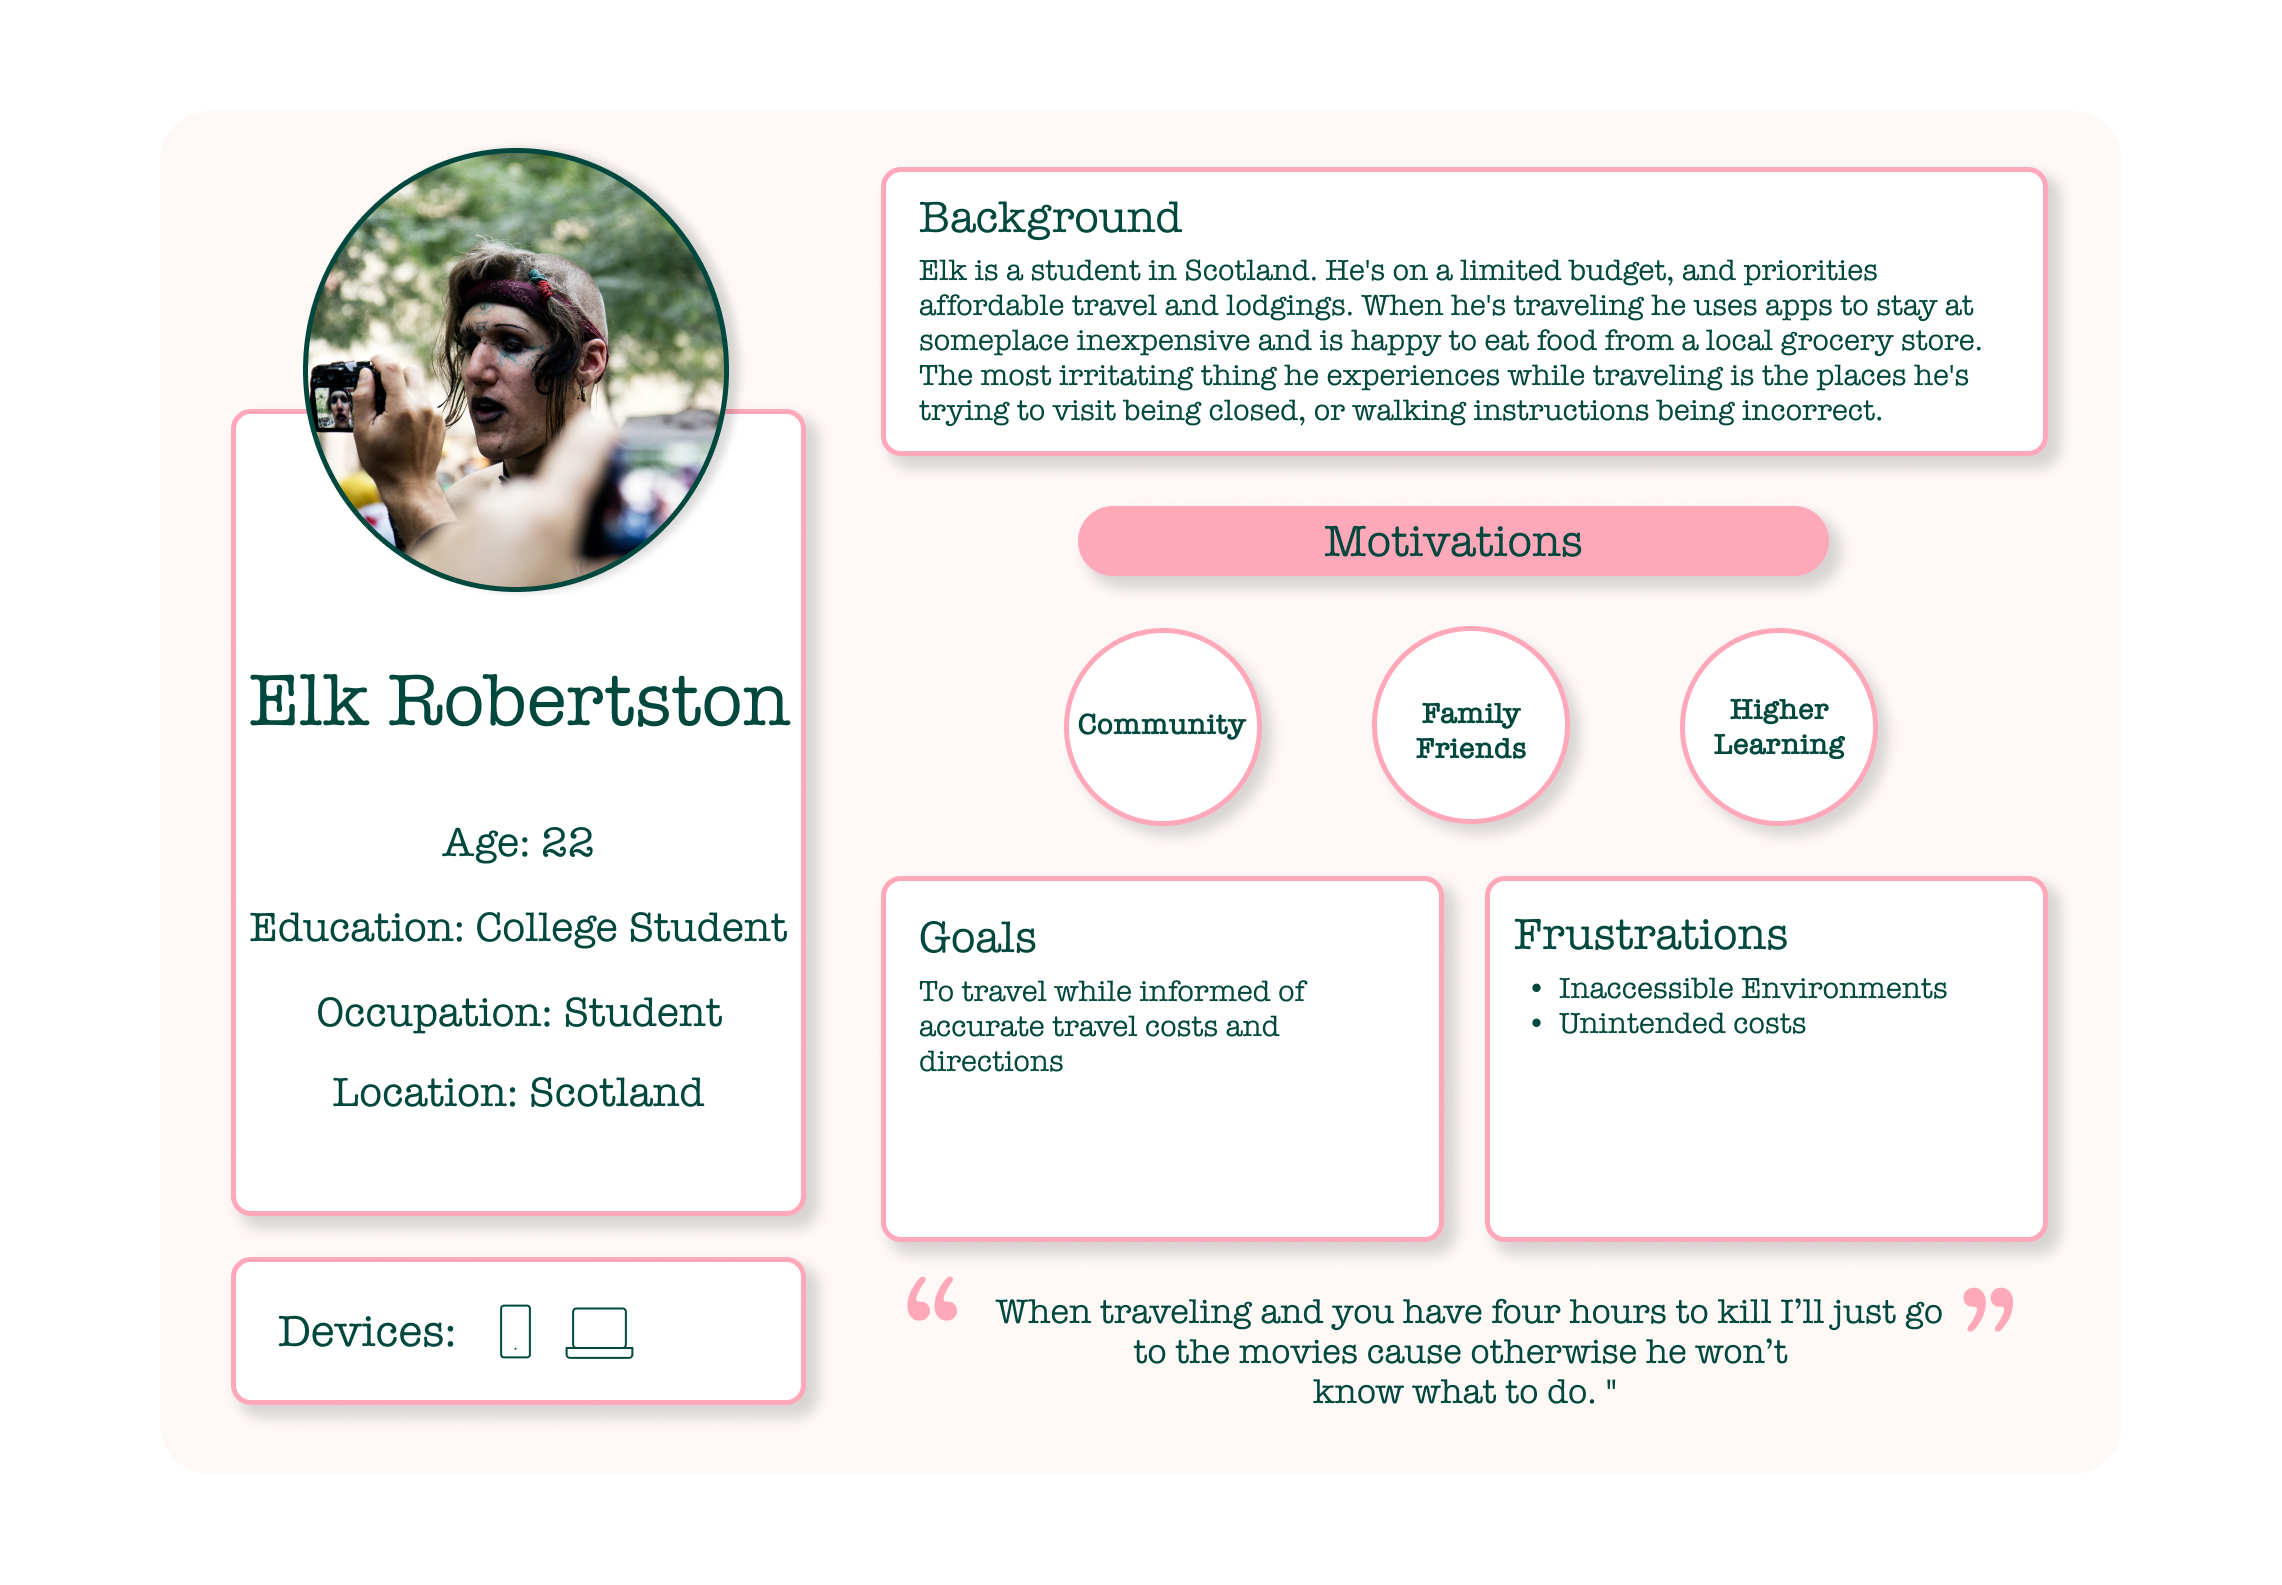 Elk Robertston
Age: 22
Education: College Student
Occupation: Student
Location: Scotland
Devices:
Background
Elk is a student in Scotland. He's on a limited budget, and priorities
affordable travel and lodgings. When he's traveling he uses apps to stay at
someplace inexpensive and is happy to eat food from a local grocery store.
The most irritating thing he experiences while traveling is the places he's
trying to visit being closed, or walking instructions being incorrect.
Motivations
Community
Family
Friends
Higher
Learning
Goals
To travel while informed of
accurate travel costs and
directions
Frustrations
• Inaccessible Environments
• Unintended costs
“ When traveling and you have four hours to kill I’ll just go ”
to the movies cause otherwise he won’t
know what to do. "